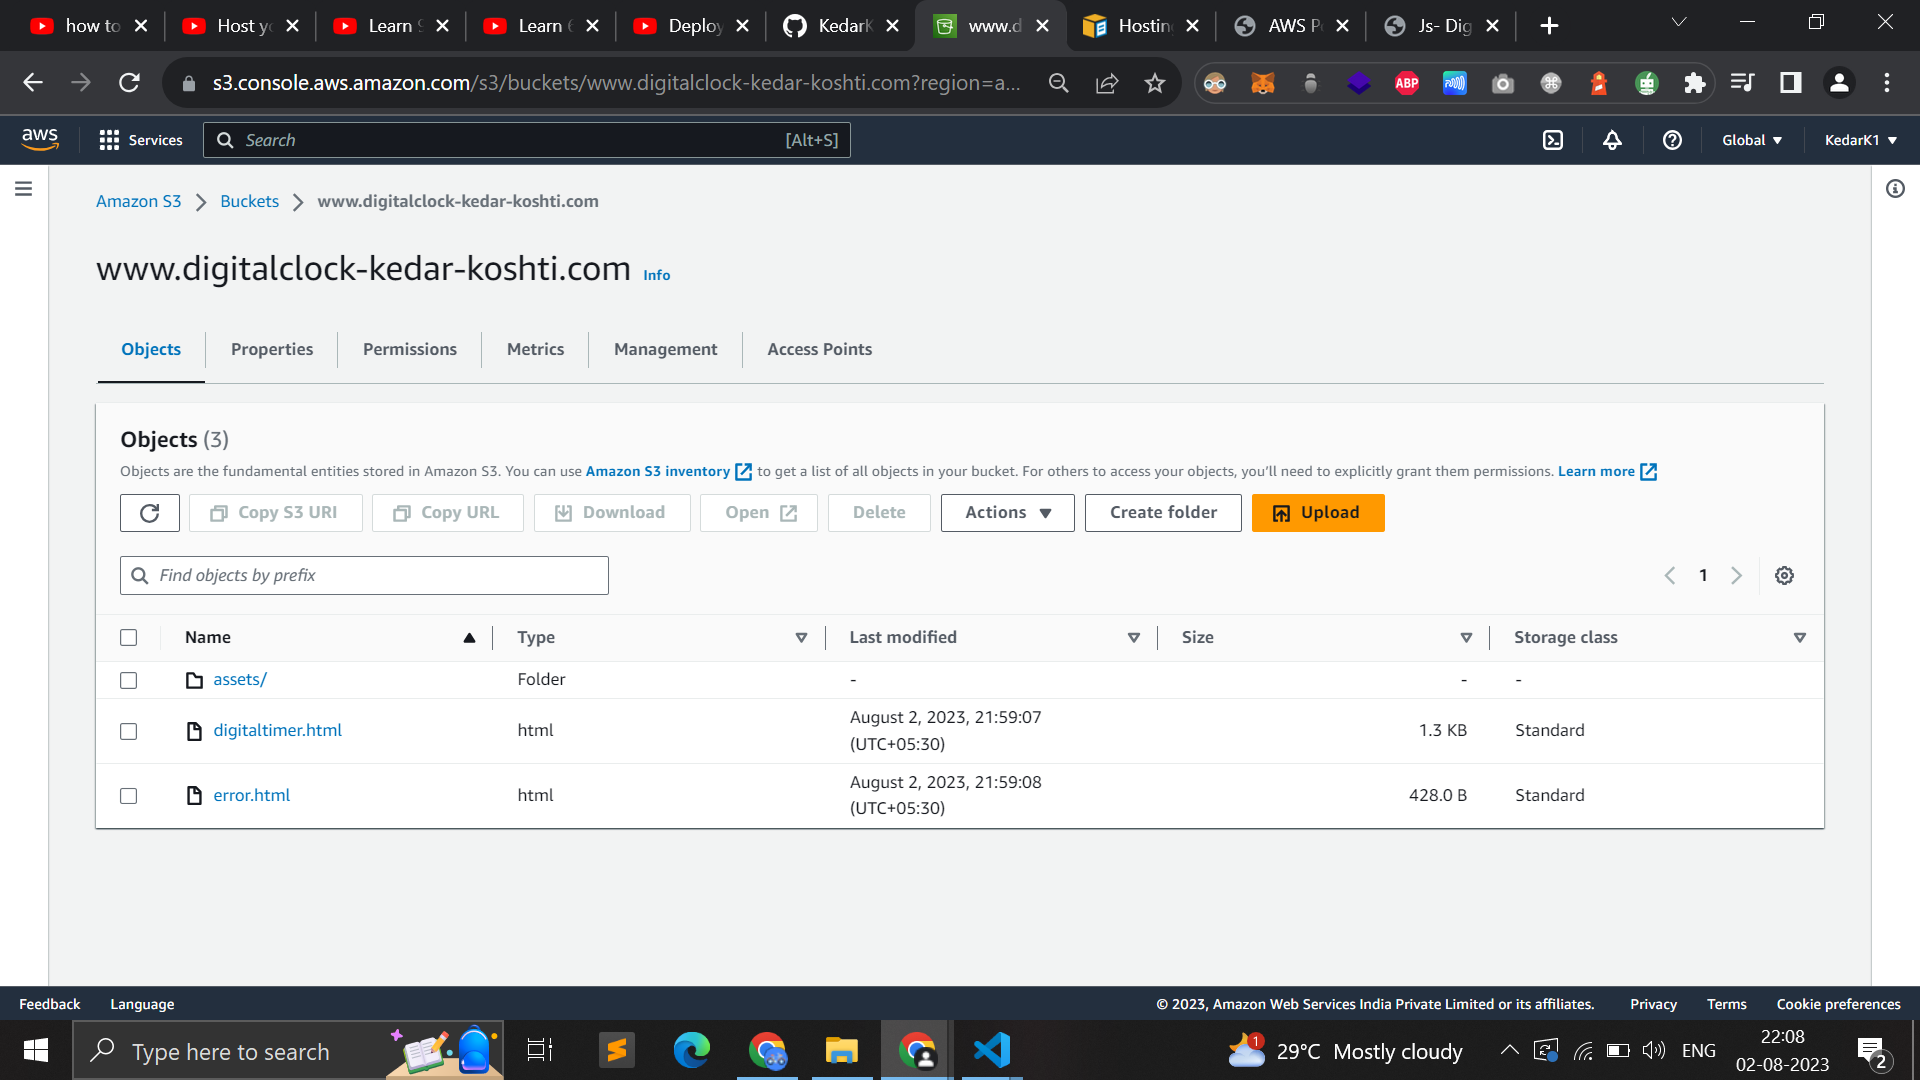 how to
Host yo
Learn 9
Learn 6
Deploy
KedarK
www.d
Hosting
AWS Po
Js- Dig
s3.console.aws.amazon.com/s3/buckets/www.digitalclock-kedar-koshti.com?region=a...
ABP
aws
Services
Search
[Alt+S]
Global
KedarK1
Amazon S3
Buckets
www.digitalclock-kedar-koshti.com
www.digitalclock-kedar-koshti.com Info
Objects
Properties
Permissions
Metrics
Management
Access Points
Objects (3)
Objects are the fundamental entities stored in Amazon S3. You can use Amazon S3 inventory to get a list of all objects in your bucket. For others to access your objects, you'll need to explicitly grant them permissions. Learn more
Copy S3 URI
Copy URL
Download
Open
Delete
Actions
Create folder
Upload
Find objects by prefix
1
Name
Type
Last modified
Size
Storage class
assets/
Folder
-
-
-
digitaltimer.html
html
August 2, 2023, 21:59:07
(UTC+05:30)
1.3 KB
Standard
error.html
html
August 2, 2023, 21:59:08
(UTC+05:30)
428.0 B
Standard
Feedback
Language
© 2023, Amazon Web Services India Private Limited or its affiliates.
Privacy
Terms
Cookie preferences
Type here to search
1
29°C Mostly cloudy
ENG
22:08
02-08-2023
2